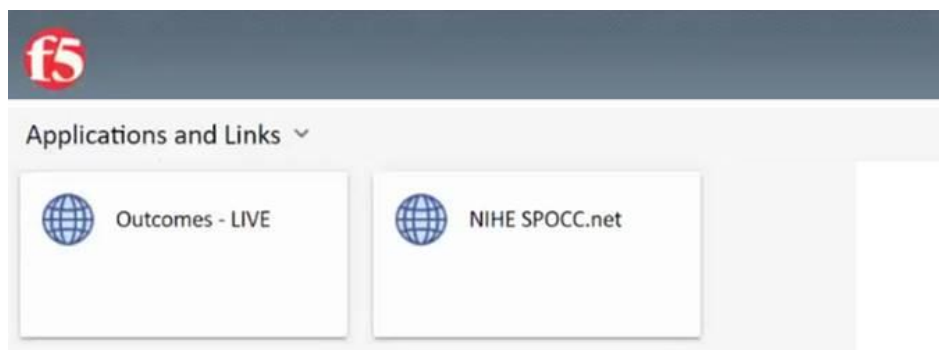 f5
Applications and Links
Outcomes - LIVE
NIHE SPOCC.net